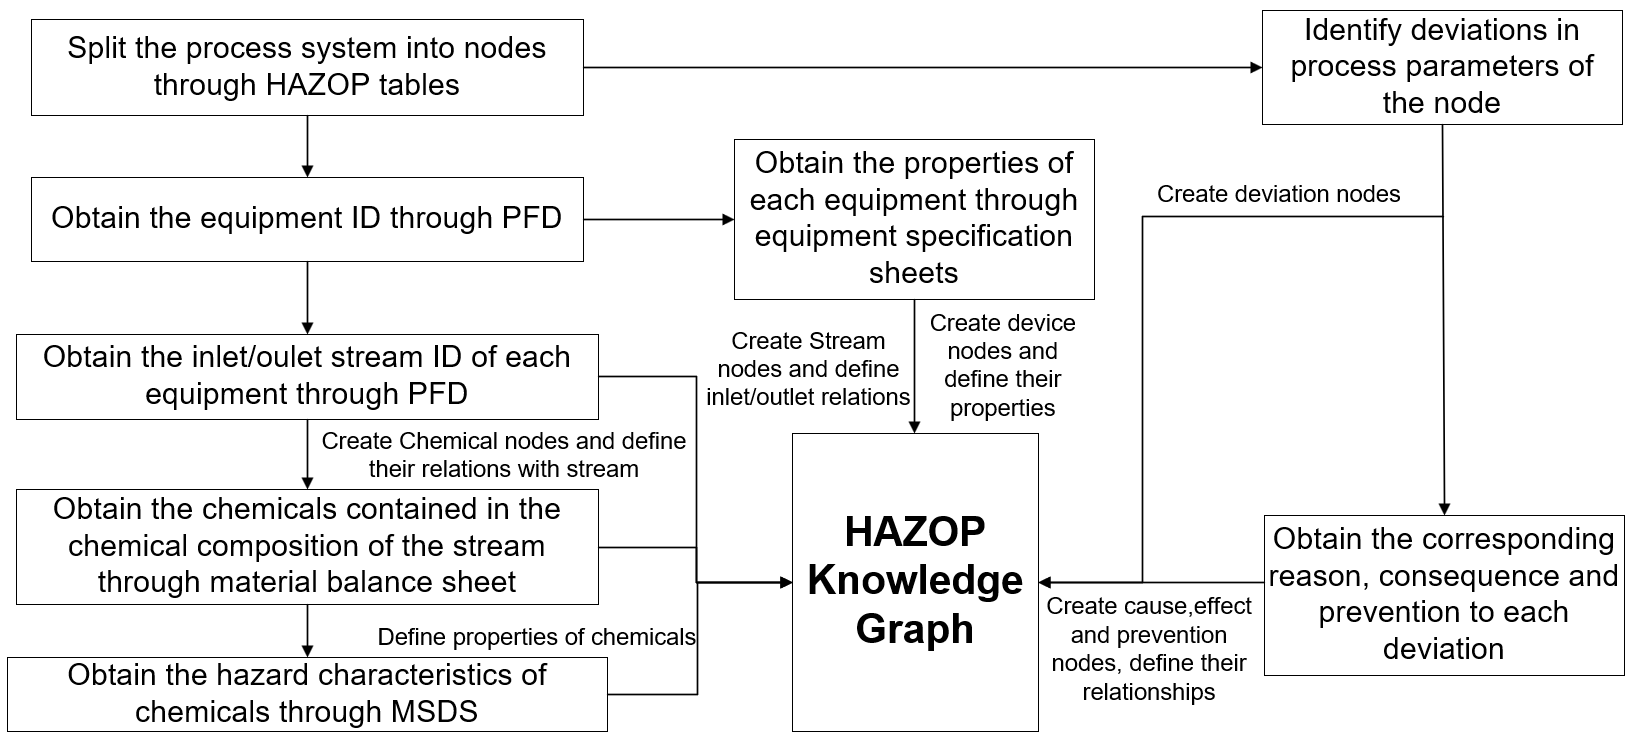 Split the process system into nodes
through HAZOP tables
Identify deviations in
process parameters of
the node
Obtain the equipment ID through PFD
Obtain the properties of
each equipment through
equipment specification
sheets
Create deviation nodes
Obtain the inlet/oulet stream ID of each
equipment through PFD
Create Stream
nodes and define
inlet/outlet relations
Create device
nodes and
define their
properties
Create Chemical nodes and define
their relations with stream
Obtain the chemicals contained in the
chemical composition of the stream
through material balance sheet
HAZOP
Knowledge
Graph
Obtain the corresponding
reason, consequence and
prevention to each
deviation
Create cause,effect
and prevention
nodes, define their
relationships
Define properties of chemicals
Obtain the hazard characteristics of
chemicals through MSDS